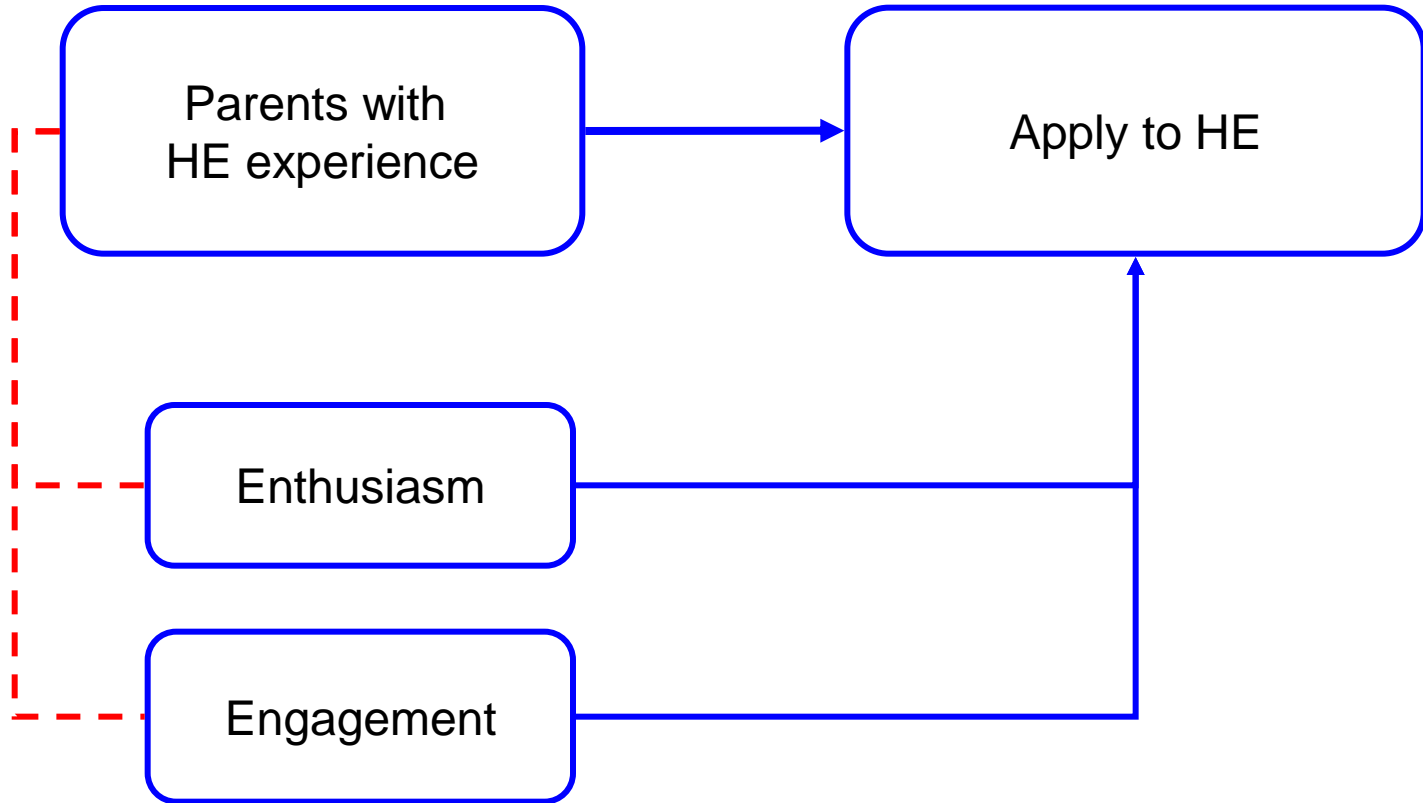 Parents with
HE experience
Apply to HE
Enthusiasm
Engagement